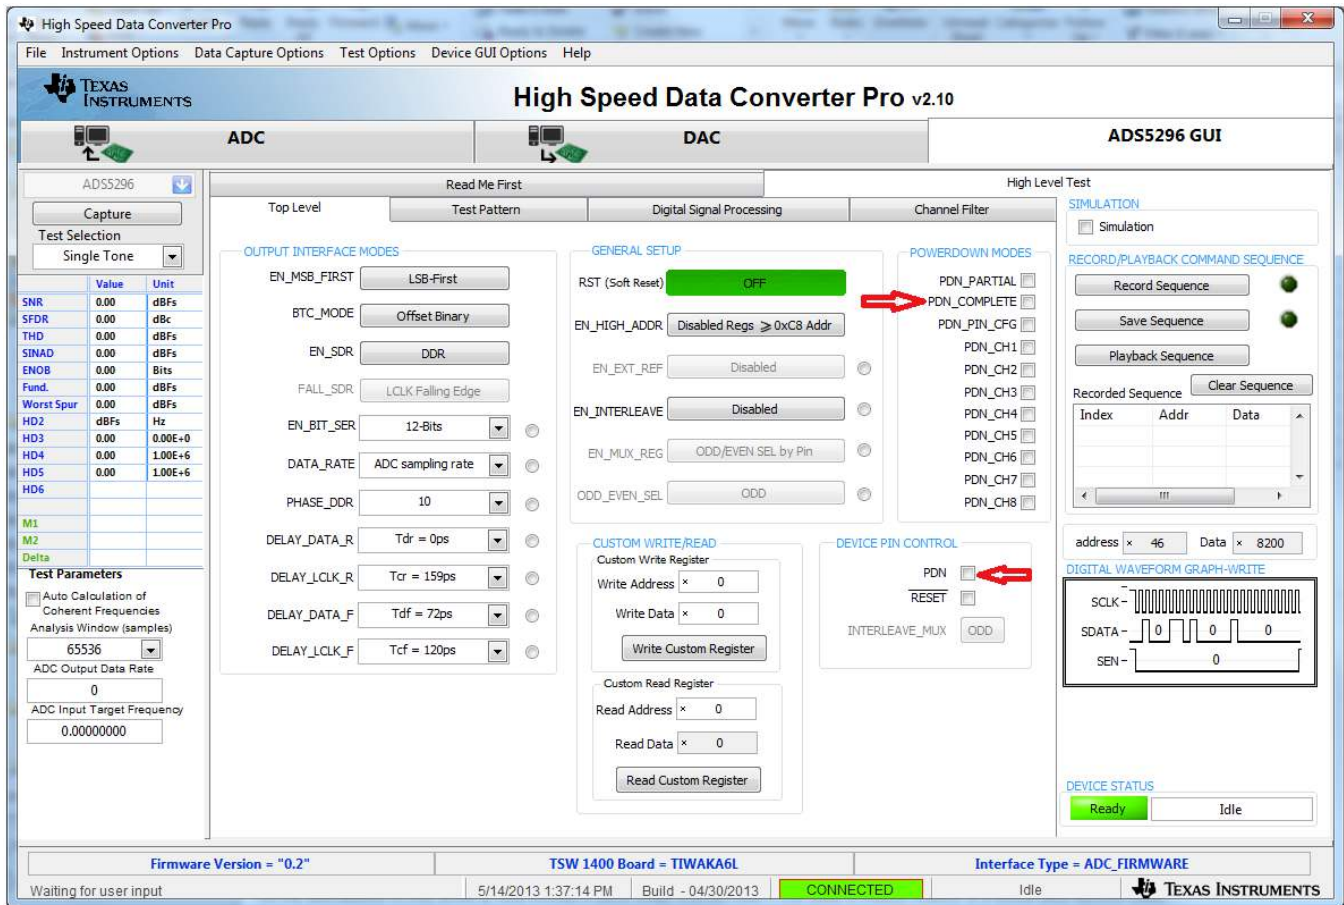 High Speed Data Converter Pro
File Instrument Options Data Capture Options Test Options Device GUI Options Help
TEXAS INSTRUMENTS
High Speed Data Converter Pro v2.10
ADC
DAC
ADS5296 GUI
ADS5296
Capture
Test Selection
Single Tone
Value Unit
SNR 0.00 dBFs
SFDR 0.00 dBc
THD 0.00 dBFs
SINAD 0.00 dBFs
ENOB 0.00 Bits
Fund. 0.00 dBFs
Worst Spur 0.00 dBFs
HD2 dBFs Hz
HD3 0.00 0.00E+0
HD4 0.00 1.00E+6
HD5 0.00 1.00E+6
HD6
M1
M2
Delta
Test Parameters
Auto Calculation of
Coherent Frequencies
Analysis Window (samples)
65536
ADC Output Data Rate
0
ADC Input Target Frequency
0.00000000
Read Me First
High Level Test
Top Level
Test Pattern
Digital Signal Processing
Channel Filter
OUTPUT INTERFACE MODES
EN_MSB_FIRST LSB-First
BTC_MODE Offset Binary
EN_SDR DDR
FALL_SDR LCLK Falling Edge
EN_BIT_SER 12-Bits
DATA_RATE ADC sampling rate
PHASE_DDR 10
DELAY_DATA_R Tdr = 0ps
DELAY_LCLK_R Tcr = 159ps
DELAY_DATA_F Tdf = 72ps
DELAY_LCLK_F Tcf = 120ps
GENERAL SETUP
RST (Soft Reset) OFF
EN_HIGH_ADDR Disabled Regs ⩾ 0xC8 Addr
EN_EXT_REF Disabled
EN_INTERLEAVE Disabled
EN_MUX_REG ODD/EVEN SEL by Pin
ODD_EVEN_SEL ODD
POWERDOWN MODES
PDN_PARTIAL
PDN_COMPLETE
PDN_PIN_CFG
PDN_CH1
PDN_CH2
PDN_CH3
PDN_CH4
PDN_CH5
PDN_CH6
PDN_CH7
PDN_CH8
CUSTOM WRITE/READ
Custom Write Register
Write Address × 0
Write Data × 0
Write Custom Register
Custom Read Register
Read Address × 0
Read Data × 0
Read Custom Register
DEVICE PIN CONTROL
PDN
RESET
INTERLEAVE_MUX ODD
SIMULATION
Simulation
RECORD/PLAYBACK COMMAND SEQUENCE
Record Sequence
Save Sequence
Playback Sequence
Recorded Sequence Clear Sequence
Index Addr Data
address × 46 Data × 8200
DIGITAL WAVEFORM GRAPH-WRITE
SCLK -
SDATA - 0 0 0
SEN - 0
DEVICE STATUS
Ready Idle
Firmware Version = "0.2" TSW 1400 Board = TIWAKA6L Interface Type = ADC_FIRMWARE
Waiting for user input 5/14/2013 1:37:14 PM Build - 04/30/2013 CONNECTED Idle TEXAS INSTRUMENTS